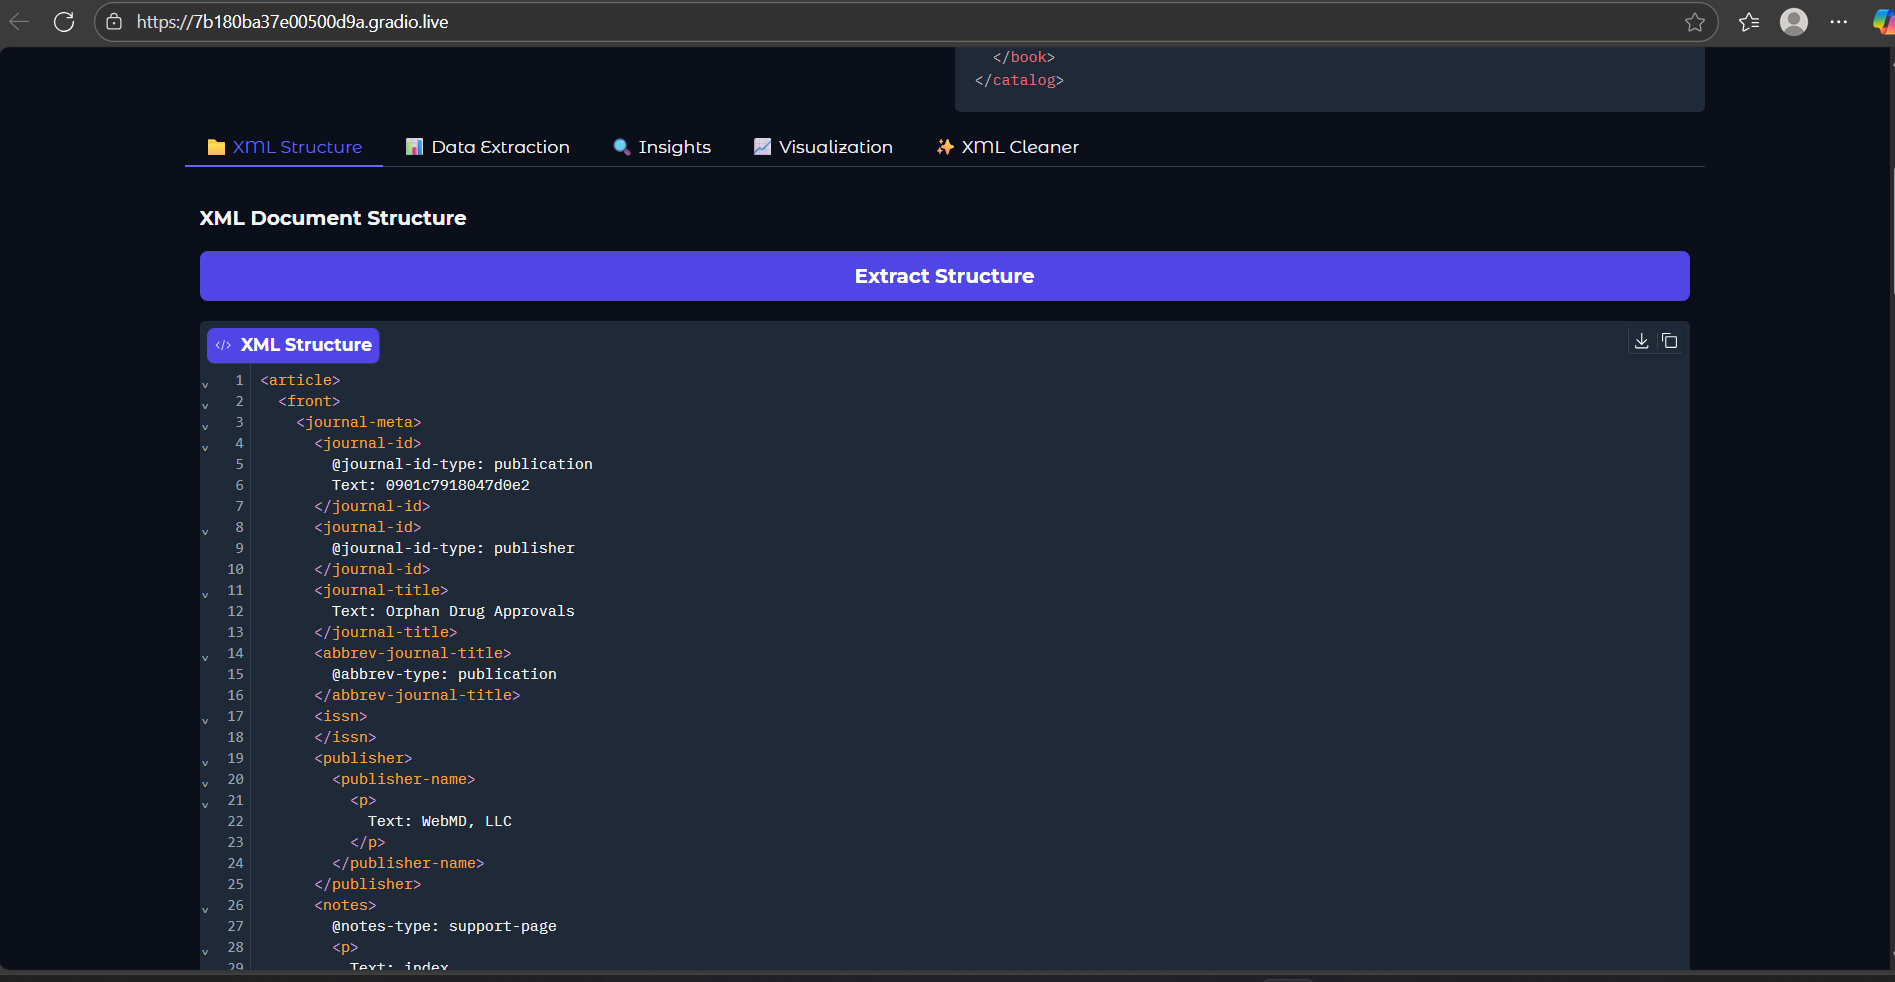 https://7b180ba37e00500d9a.gradio.live
</book>
</catalog>
XML Structure
Data Extraction
Insights
Visualization
XML Cleaner
XML Document Structure
Extract Structure
</> XML Structure
1 <article>
2 <front>
3 <journal-meta>
4 <journal-id>
5 @journal-id-type: publication
6 Text: 0901c7918047d0e2
7 </journal-id>
8 <journal-id>
9 @journal-id-type: publisher
10 </journal-id>
11 <journal-title>
12 Text: Orphan Drug Approvals
13 </journal-title>
14 <abbrev-journal-title>
15 @abbrev-type: publication
16 </abbrev-journal-title>
17 <issn>
18 </issn>
19 <publisher>
20 <publisher-name>
21 <p>
22 Text: WebMD, LLC
23 </p>
24 </publisher-name>
25 </publisher>
26 <notes>
27 @notes-type: support-page
28 <p>
29 Text: index